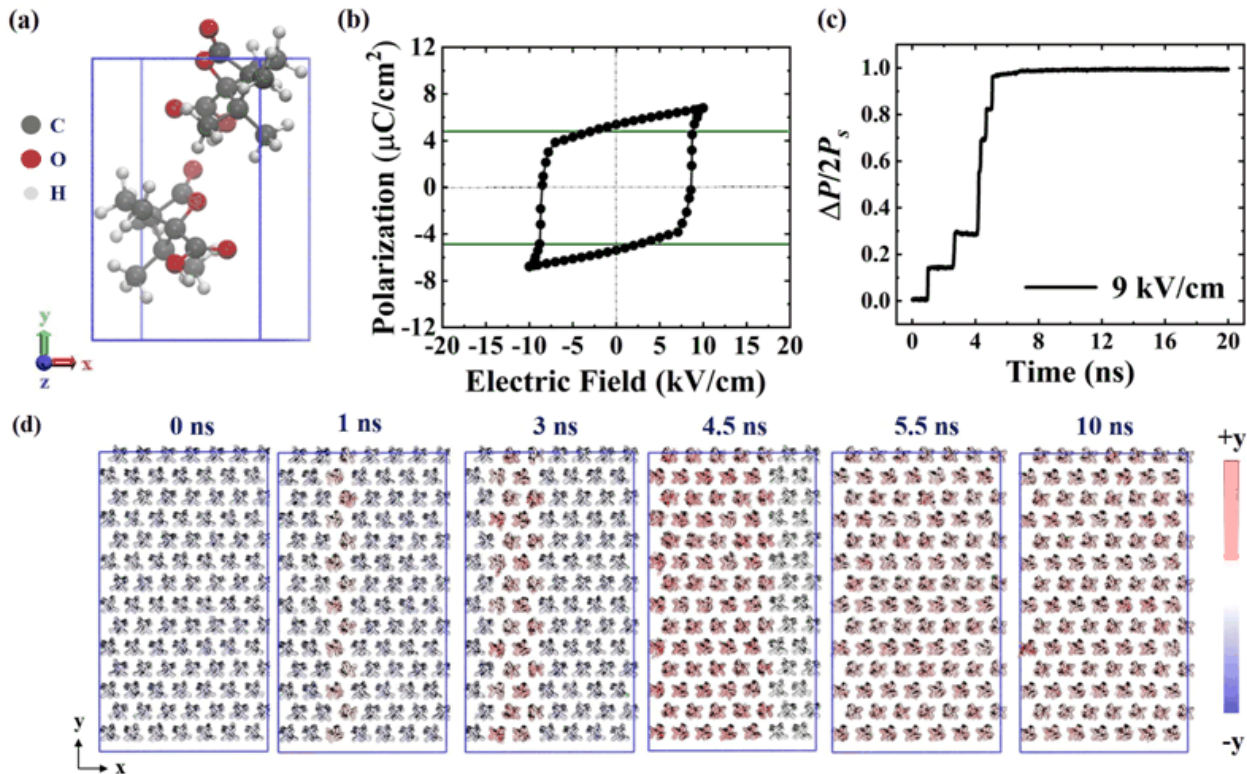 (a)
C
O
H
y
x
z
(b)
Polarization (μC/cm²)
12
8
4
0
-4
-8
-12
-20 -15 -10 -5 0 5 10 15 20
Electric Field (kV/cm)
(c)
ΔP/2Pₛ
1.0
0.8
0.6
0.4
0.2
0.0
9 kV/cm
0 4 8 12 16 20
Time (ns)
(d)
0 ns 1 ns 3 ns 4.5 ns 5.5 ns 10 ns
+y
-y
y
x